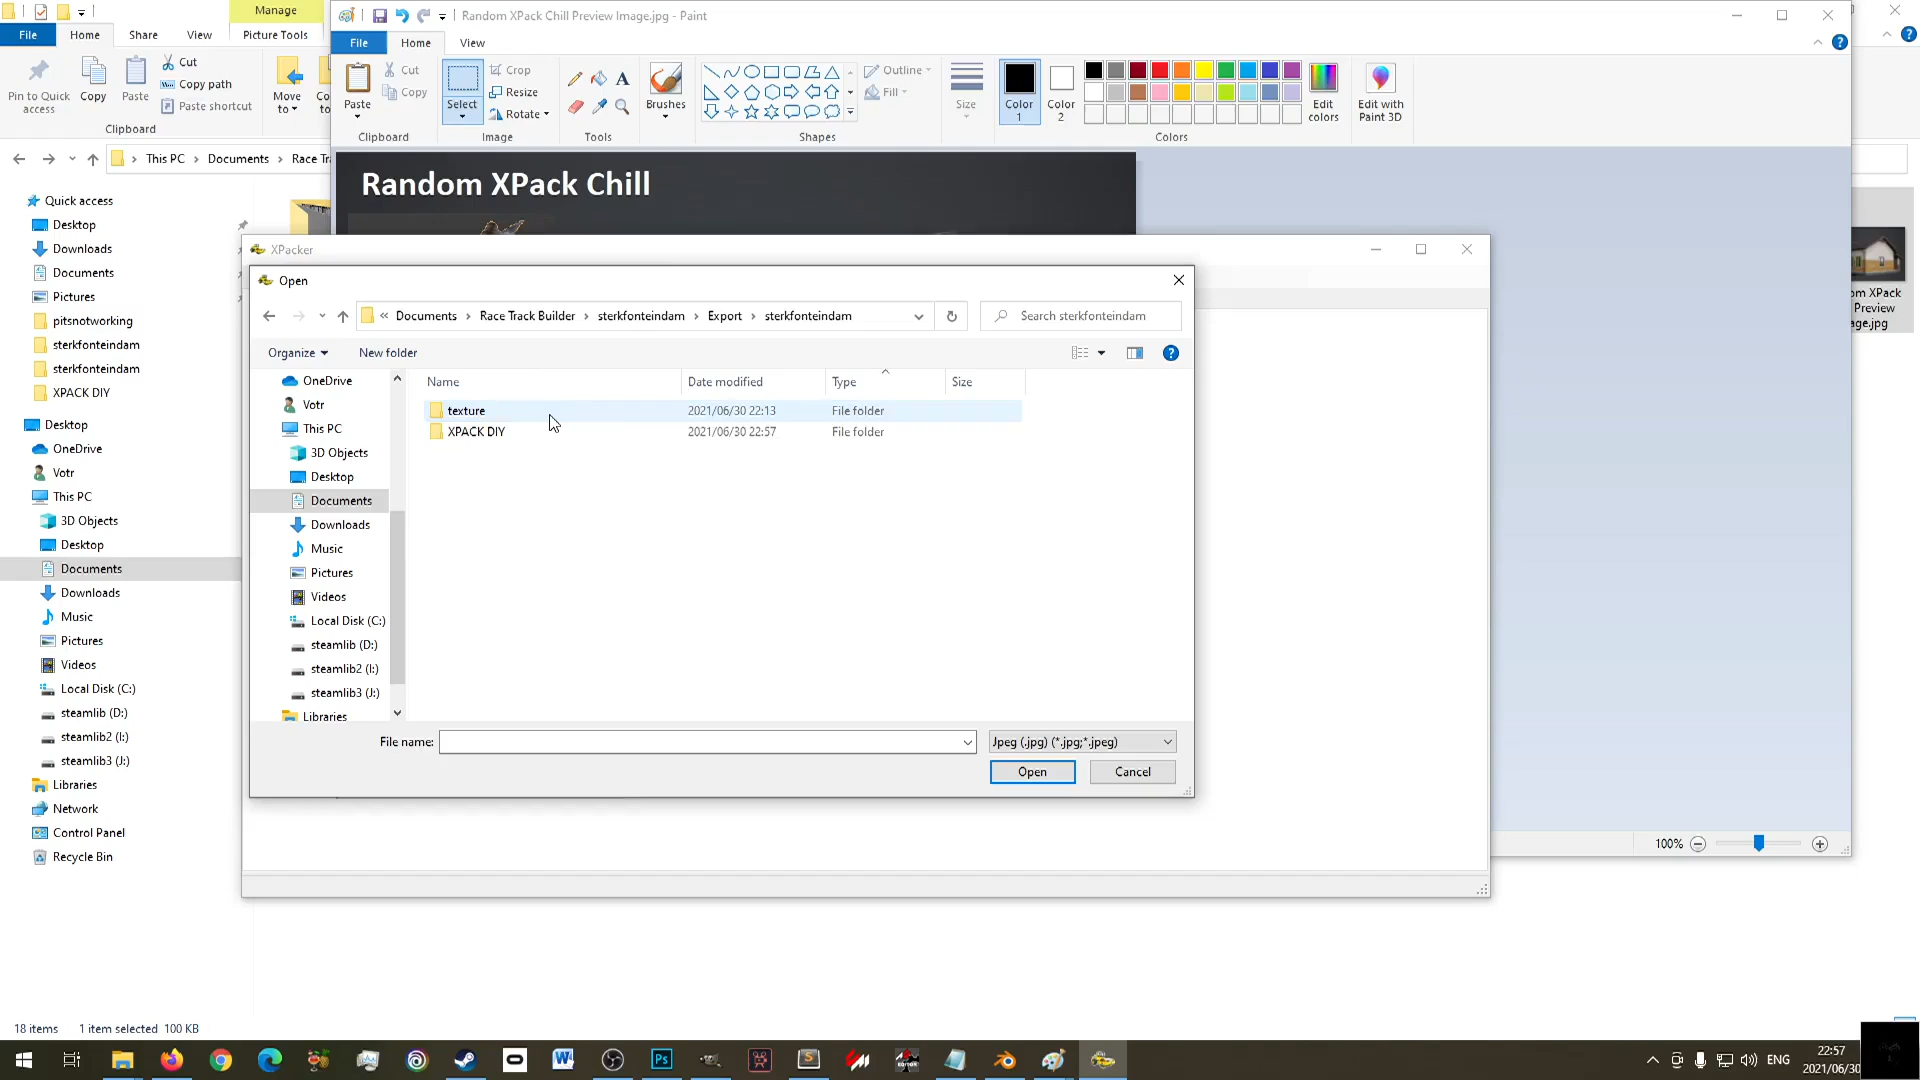 Manage
Random XPack Chill Preview Image.jpg - Paint
File
Home
Share
View
Picture Tools
File
Home
View
Pin to Quick access
Copy
Paste
Cut
Copy path
Paste shortcut
Move to
Clipboard
Paste
Cut
Copy
Clipboard
Select
Crop
Resize
Rotate
Image
Tools
Brushes
Shapes
Outline
Fill
Size
Color 1
Color 2
Colors
Edit colors
Edit with Paint 3D
This PC
Documents
Race Tr
Random XPack Chill
Quick access
Desktop
Downloads
Documents
Pictures
pitsnotworking
sterkfonteindam
sterkfonteindam
XPACK DIY
Desktop
OneDrive
Votr
This PC
3D Objects
Desktop
Documents
Downloads
Music
Pictures
Videos
Local Disk (C:)
steamlib (D:)
steamlib2 (I:)
steamlib3 (J:)
Libraries
Network
Control Panel
Recycle Bin
XPacker
Open
« Documents > Race Track Builder > sterkfonteindam > Export > sterkfonteindam
Search sterkfonteindam
Organize
New folder
OneDrive
Votr
This PC
3D Objects
Desktop
Documents
Downloads
Music
Pictures
Videos
Local Disk (C:)
steamlib (D:)
steamlib2 (I:)
steamlib3 (J:)
Libraries
Name Date modified Type Size
texture 2021/06/30 22:13 File folder
XPACK DIY 2021/06/30 22:57 File folder
File name:
Jpeg (.jpg) (*.jpg;*.jpeg)
Open
Cancel
om XPack
Preview
age.jpg
100%
18 items 1 item selected 100 KB
ENG
22:57
2021/06/30